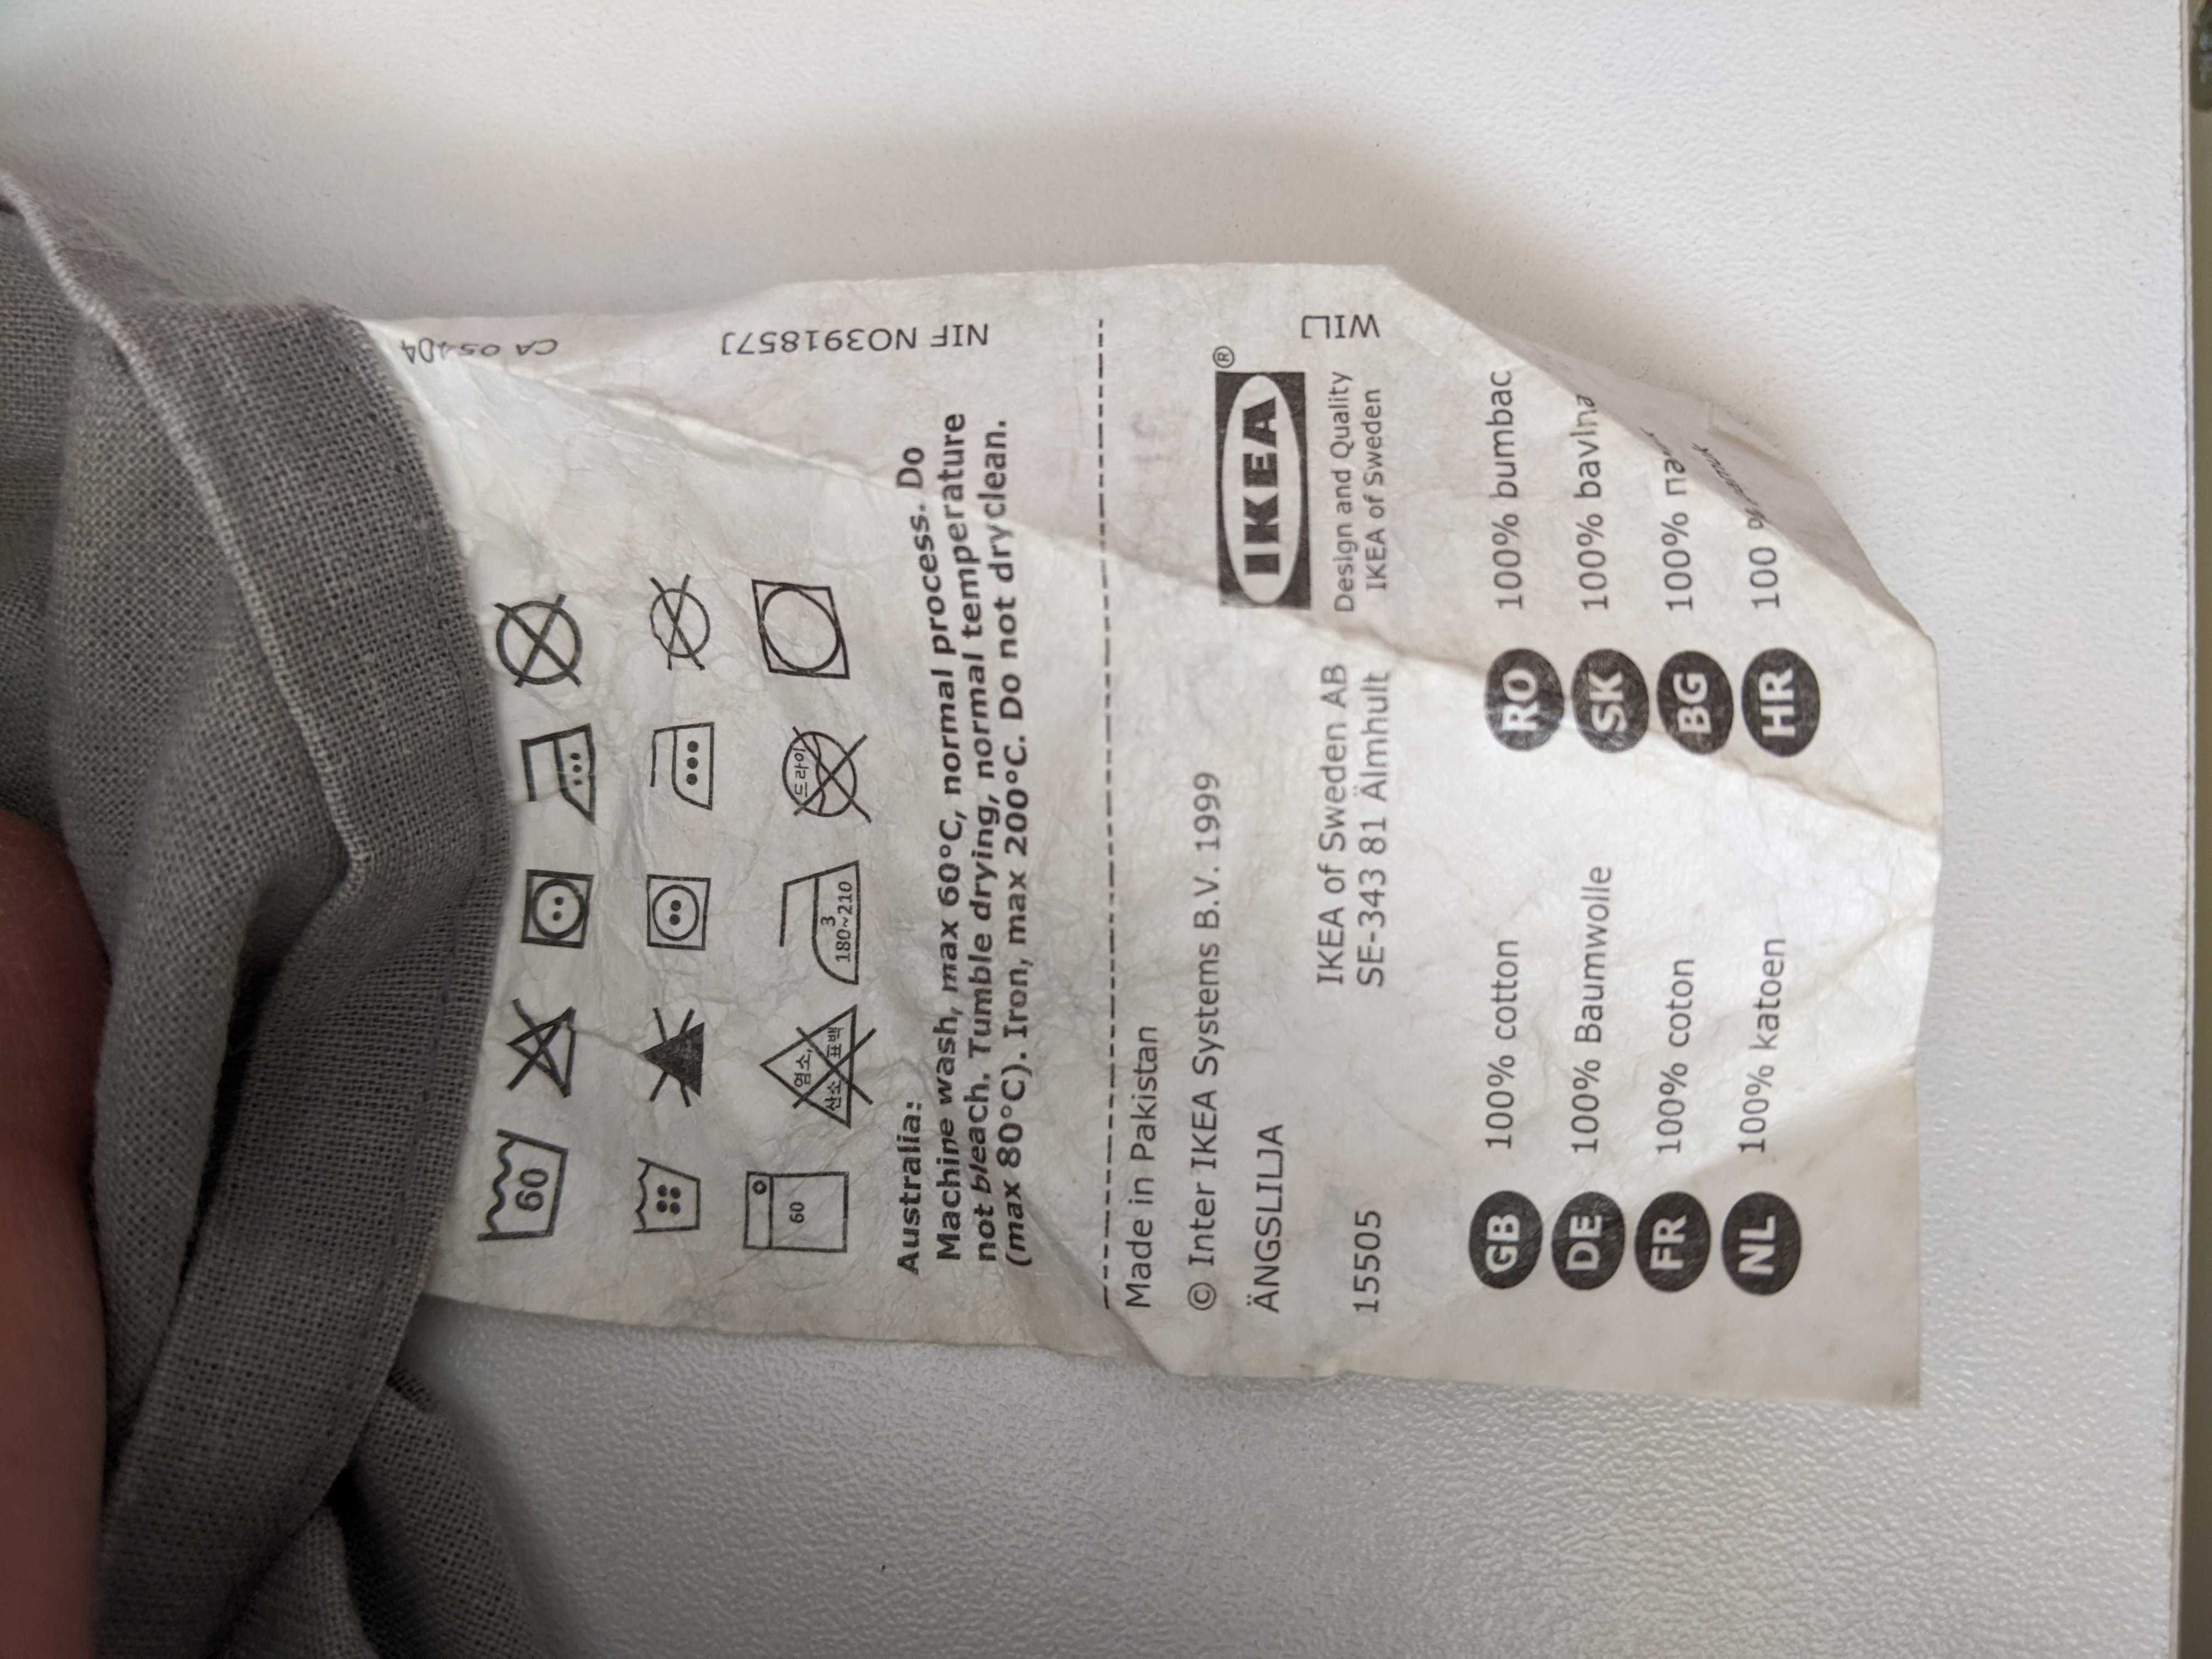 60
60
염소,
산소 표백
3
180~210
드라이
Australia:
Machine wash, max 60°C, normal process. Do
not bleach. Tumble drying, normal temperature
(max 80°C). Iron, max 200°C. Do not dryclean.
Made in Pakistan
© Inter IKEA Systems B.V. 1999
ÄNGSLILJA
IKEA®
15505
IKEA of Sweden AB
SE-343 81 Älmhult
Design and Quality
IKEA of Sweden
GB 100% cotton
DE 100% Baumwolle
FR 100% coton
NL 100% katoen
RO 100% bumbac
SK 100% bavlna
BG 100%
HR 100 %
CA 05404
NIF NO391857J